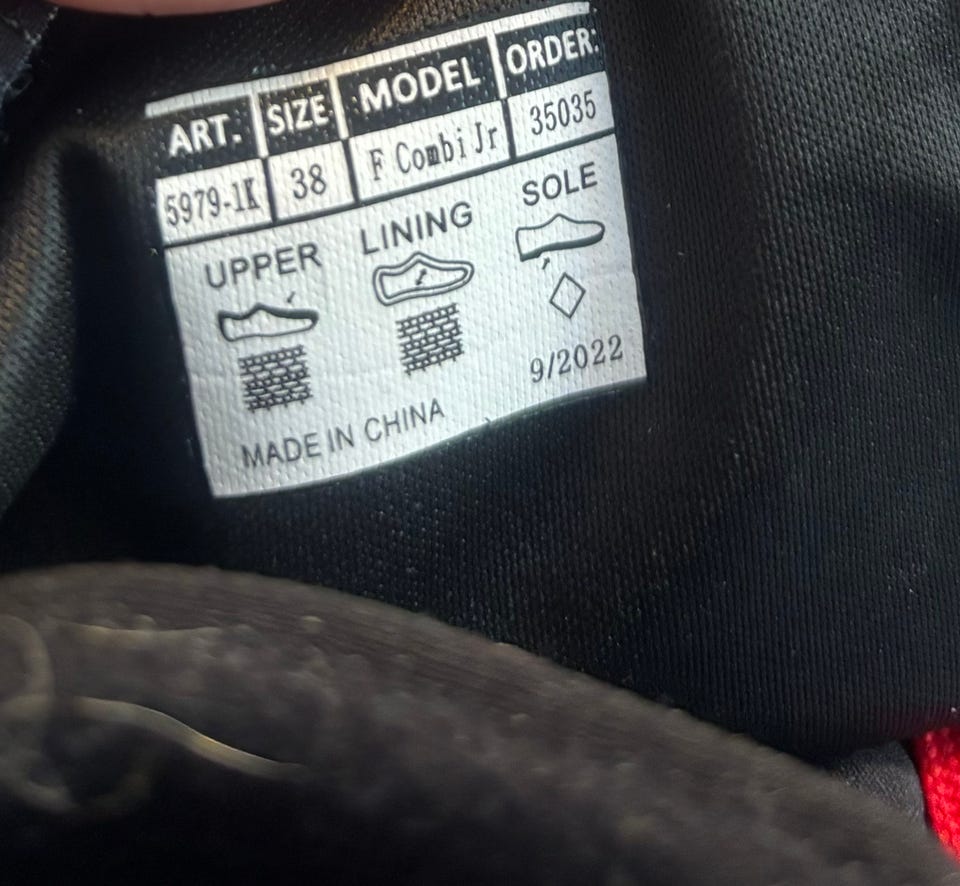 ART. SIZE MODEL ORDER:
5979-1K 38 F Combi Jr 35035
UPPER LINING SOLE
9/2022
MADE IN CHINA